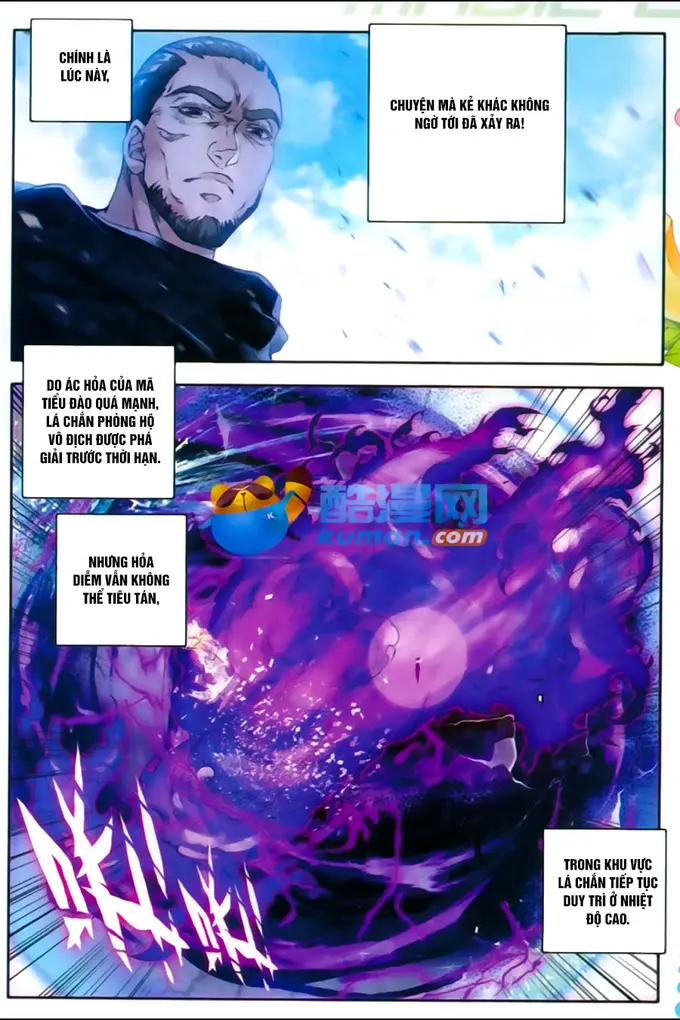 CHÍNH LÀ
LÚC NÀY,
CHUYỆN MÀ KẺ KHÁC KHÔNG
NGỜ TỚI ĐÃ XẢY RA!
DO ÁC HỎA CỦA MÃ
TIỂU ĐÀO QUÁ MẠNH,
LÁ CHẮN PHÒNG HỘ
VÔ ĐỊCH ĐƯỢC PHÁ
GIẢI TRƯỚC THỜI HẠN.
酷漫网
kuman.com
NHƯNG HỎA
DIỄM VẪN KHÔNG
THỂ TIÊU TÁN,
TRONG KHU VỰC
LÁ CHẮN TIẾP TỤC
DUY TRÌ Ở NHIỆT
ĐỘ CAO.